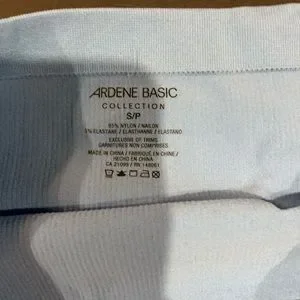 ARDENE BASIC
COLLECTION
S/P
95% NYLON / NAILON
5% ELASTANE / ELASTHANNE / ELASTANO
EXCLUSIVE OF TRIMS
GARNITURES NON COMPRISES
MADE IN CHINA / FABRIQUÉ EN CHINE /
HECHO EN CHINA
CA 21099 / RN 148061